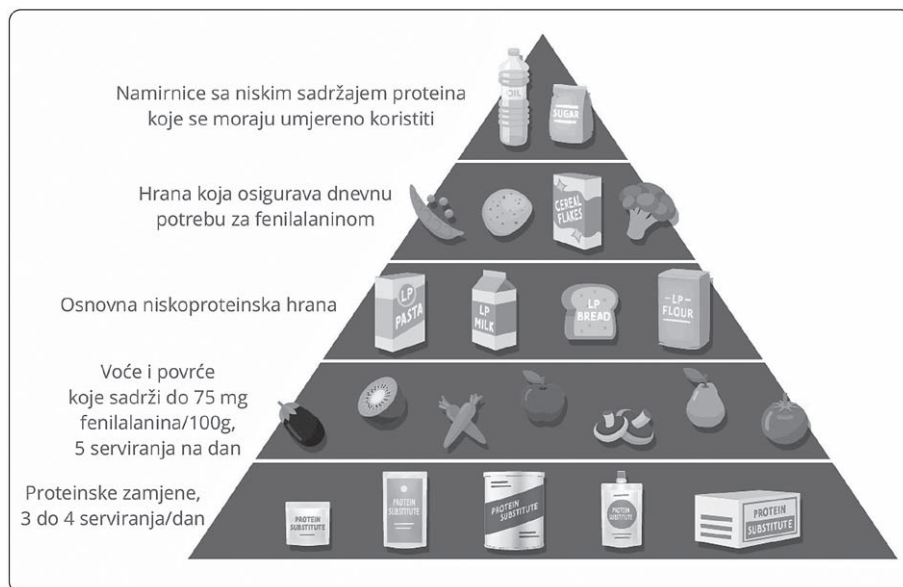 Namirnice sa niskim sadržajem proteina
koje se moraju umjereno koristiti
OIL
SUGAR
Hrana koja osigurava dnevnu
potrebu za fenilalaninom
CEREAL
FLAKES
Osnovna niskoproteinska hrana
LP
PASTA
LP
MILK
LP
BREAD
LP
FLOUR
Voće i povrće
koje sadrži do 75 mg
fenilalanina/100g,
5 serviranja na dan
Proteinske zamjene,
3 do 4 serviranja/dan
PROTEIN
SUBSTITUTE
PROTEIN
SUBSTITUTE
PROTEIN
SUBSTITUTE
PROTEIN
SUBSTITUTE
PROTEIN
SUBSTITUTE